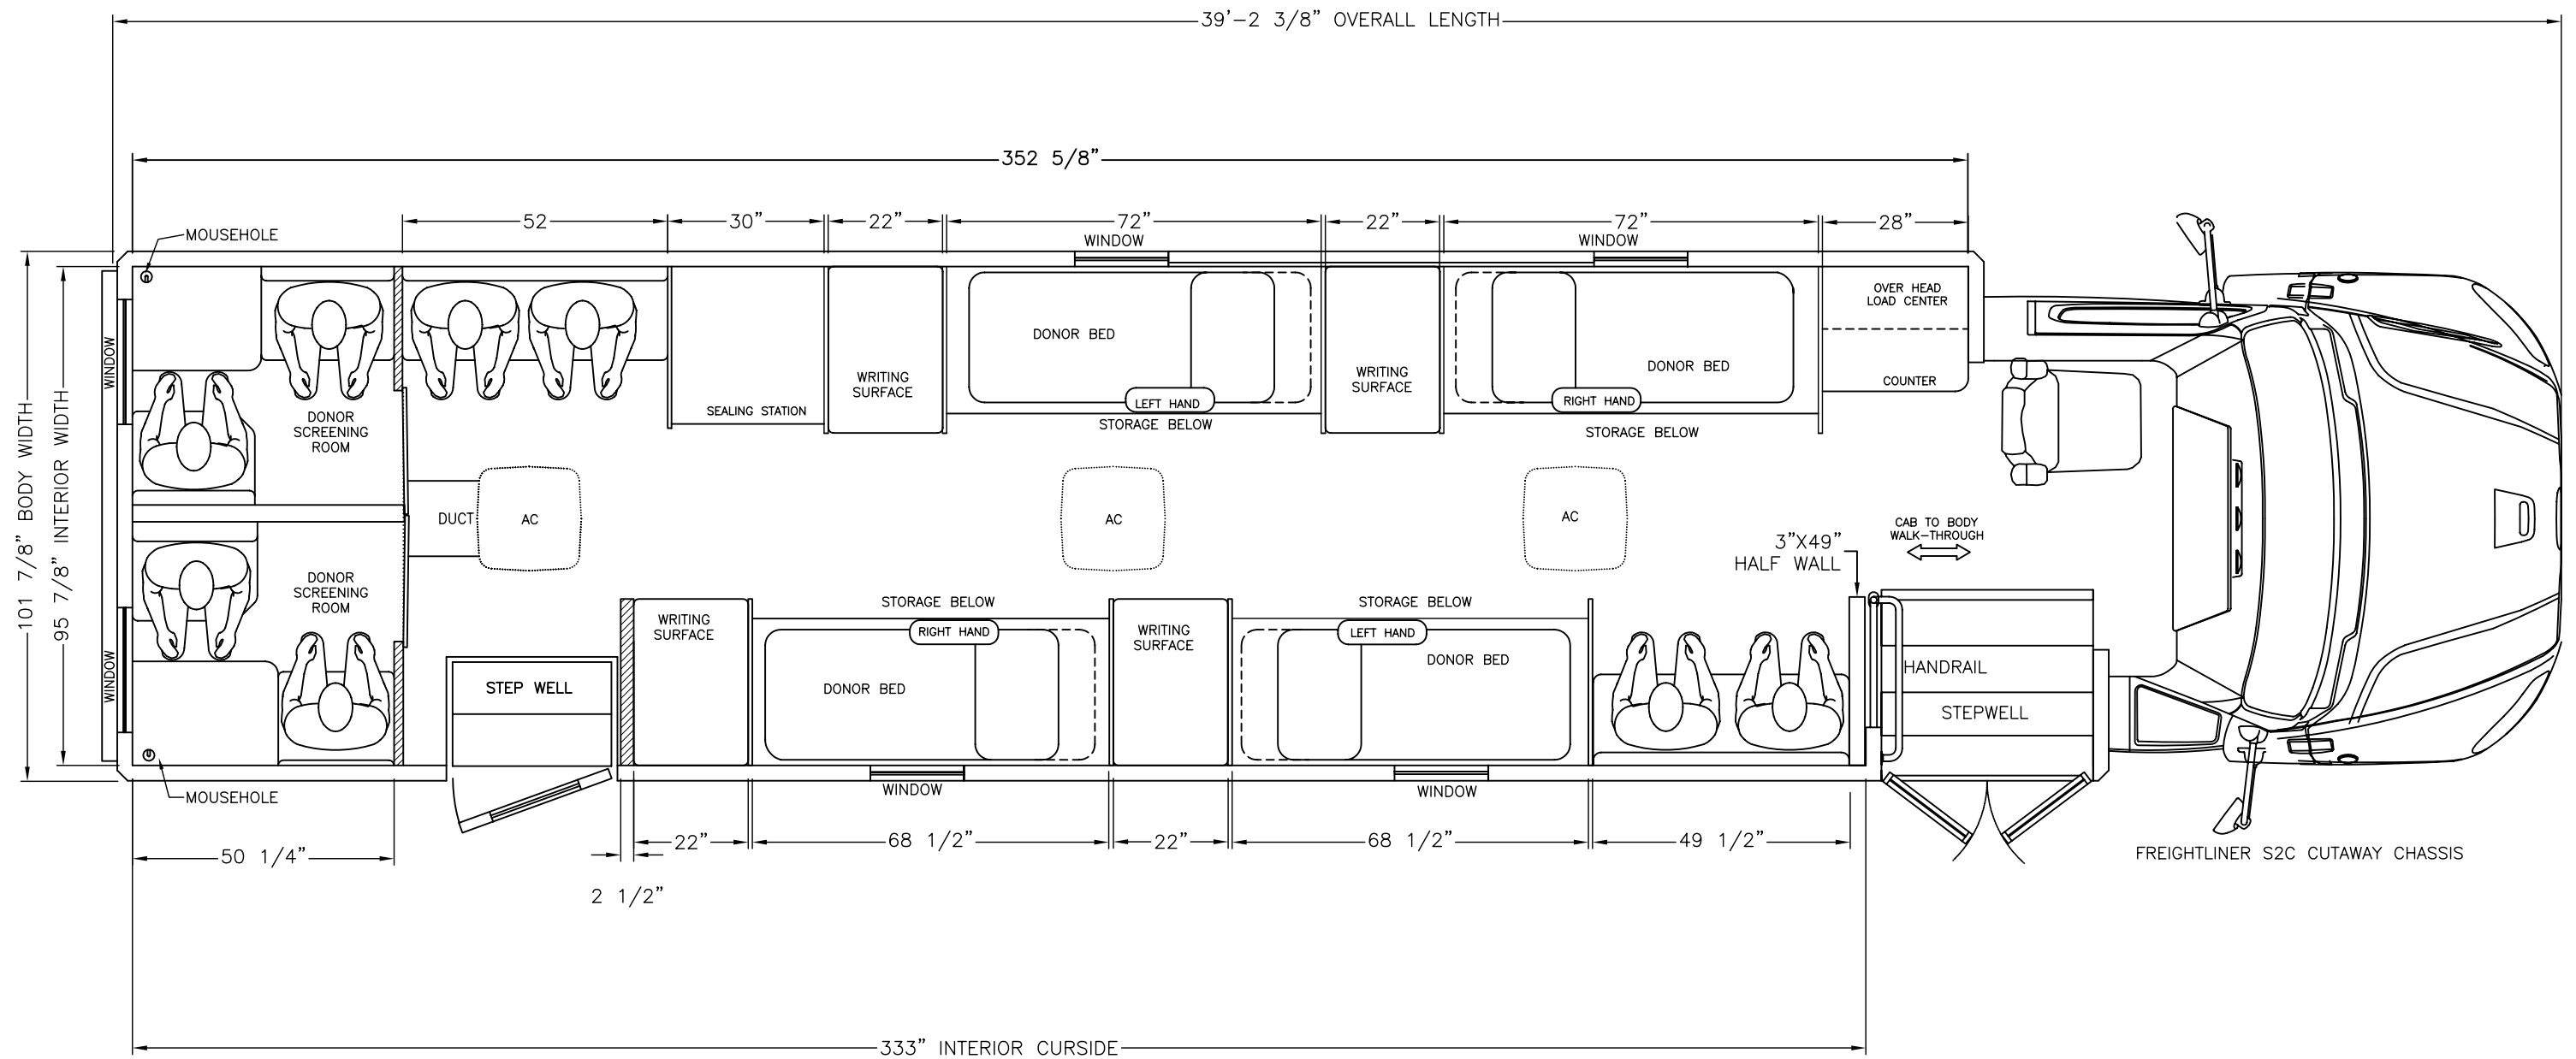 39'-2 3/8" OVERALL LENGTH
352 5/8"
52
30"
22"
72"
22"
72"
28"
MOUSEHOLE
WINDOW
WINDOW
OVER HEAD
LOAD CENTER
COUNTER
DONOR BED
LEFT HAND
STORAGE BELOW
WRITING
SURFACE
WRITING
SURFACE
DONOR BED
RIGHT HAND
STORAGE BELOW
SEALING STATION
WINDOW
DONOR
SCREENING
ROOM
101 7/8" BODY WIDTH
95 7/8" INTERIOR WIDTH
DUCT
AC
AC
AC
CAB TO BODY
WALK-THROUGH
3"X49"
HALF WALL
DONOR
SCREENING
ROOM
WINDOW
STEP WELL
WRITING
SURFACE
STORAGE BELOW
RIGHT HAND
DONOR BED
WRITING
SURFACE
STORAGE BELOW
LEFT HAND
DONOR BED
HANDRAIL
STEPWELL
MOUSEHOLE
WINDOW
WINDOW
50 1/4"
2 1/2"
22"
68 1/2"
22"
68 1/2"
49 1/2"
FREIGHTLINER S2C CUTAWAY CHASSIS
333" INTERIOR CURSIDE